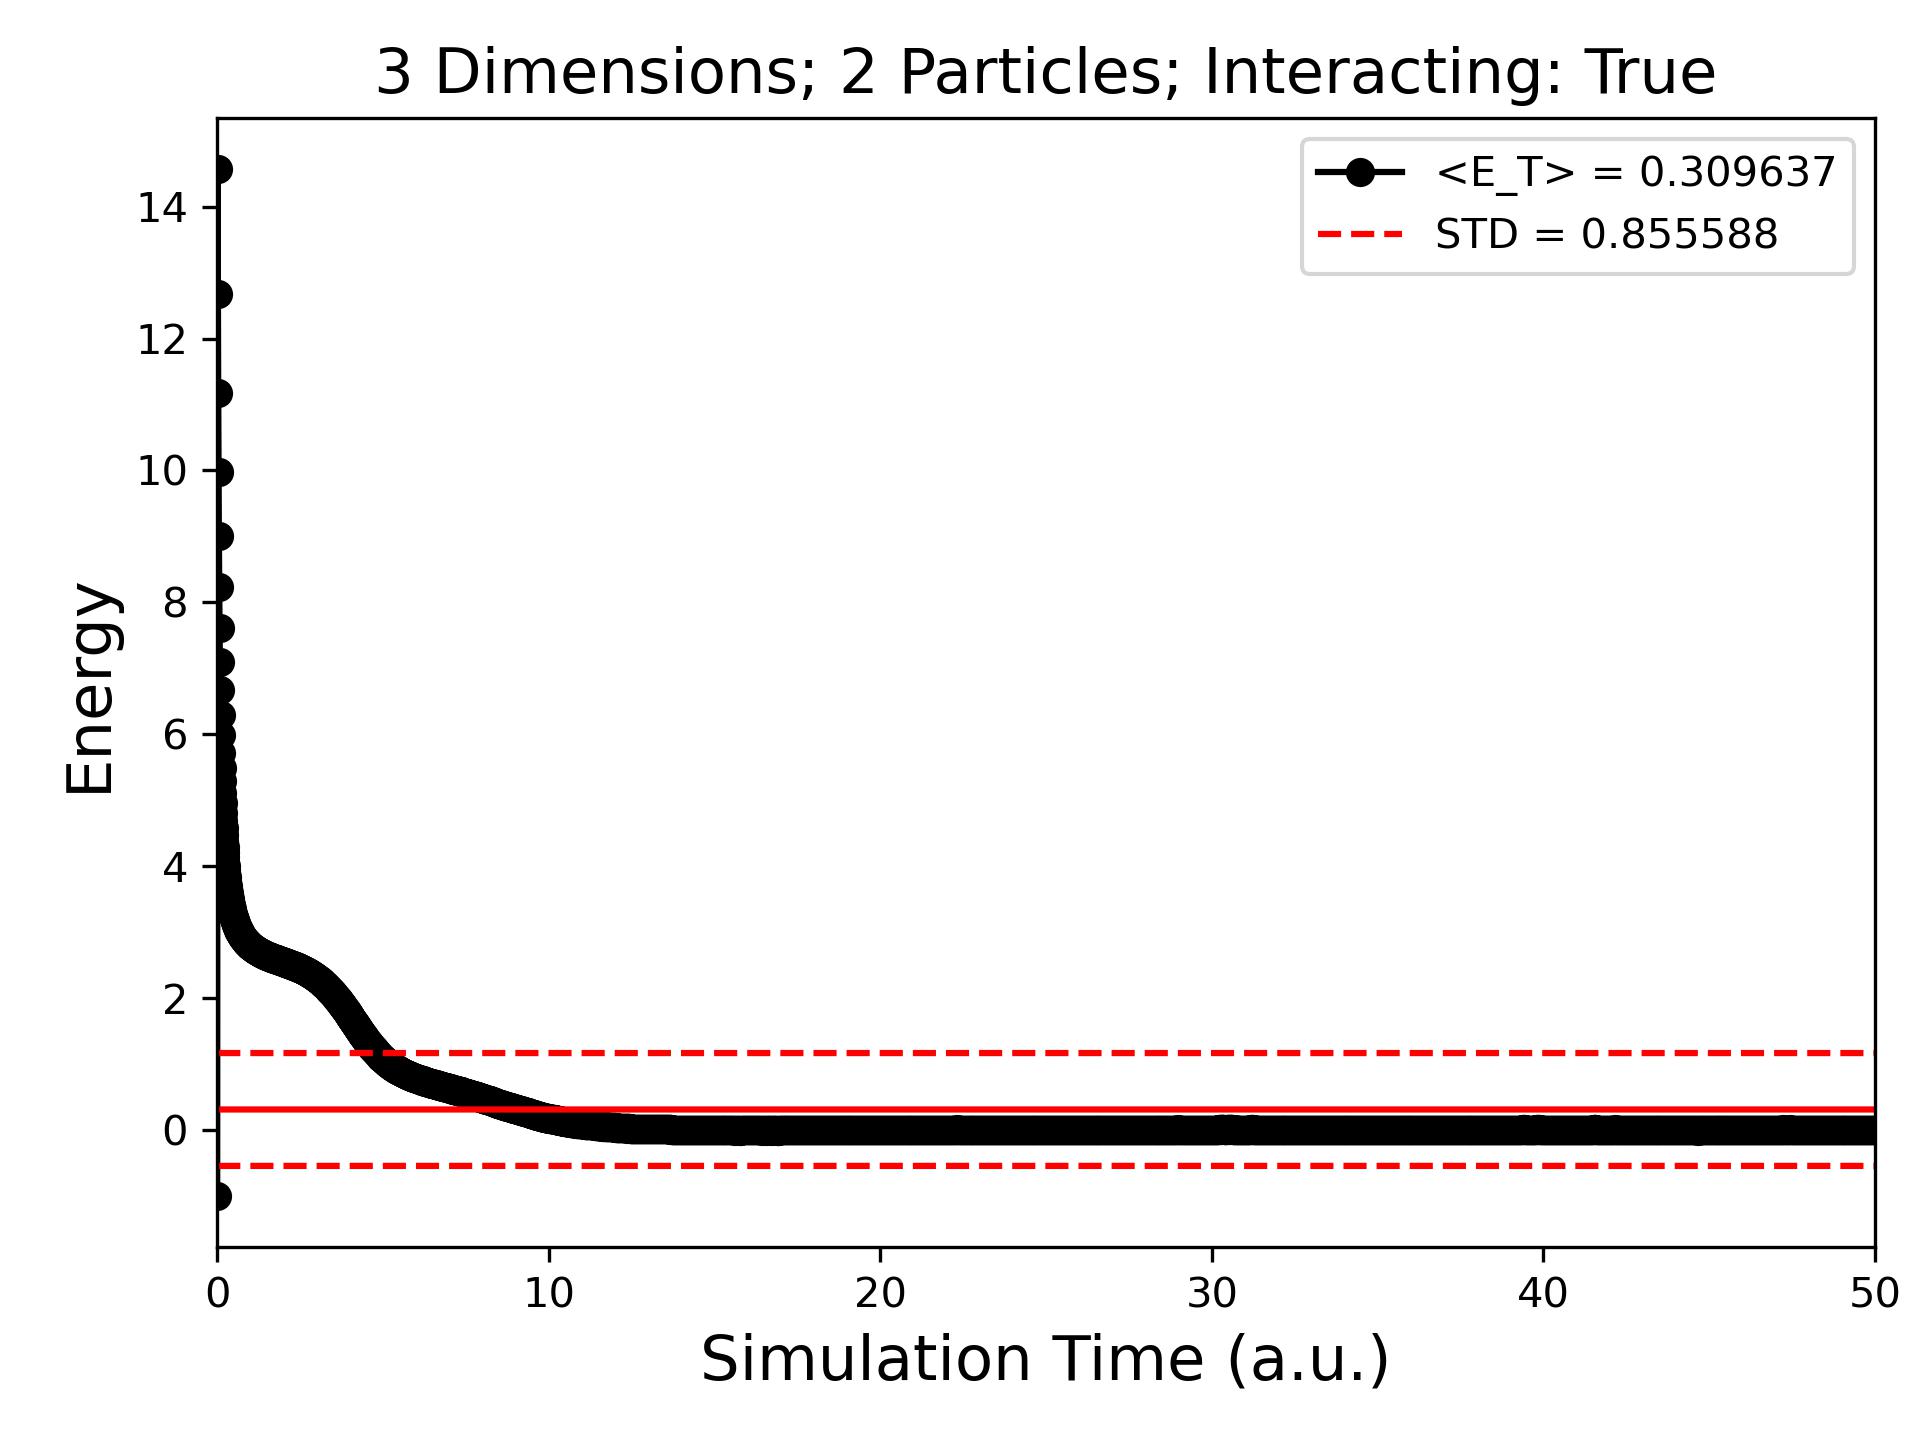 3 Dimensions; 2 Particles; Interacting: True
<E_T> = 0.309637
STD = 0.855588
Energy
14
12
10
8
6
4
2
0
0 10 20 30 40 50
Simulation Time (a.u.)